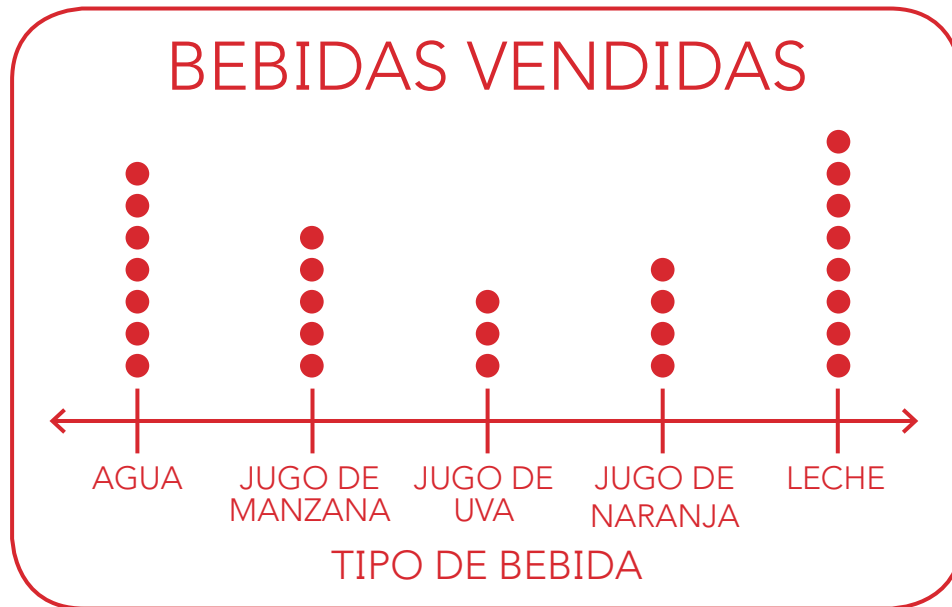 BEBIDAS VENDIDAS
AGUA
JUGO DE
MANZANA
JUGO DE
UVA
JUGO DE
NARANJA
LECHE
TIPO DE BEBIDA